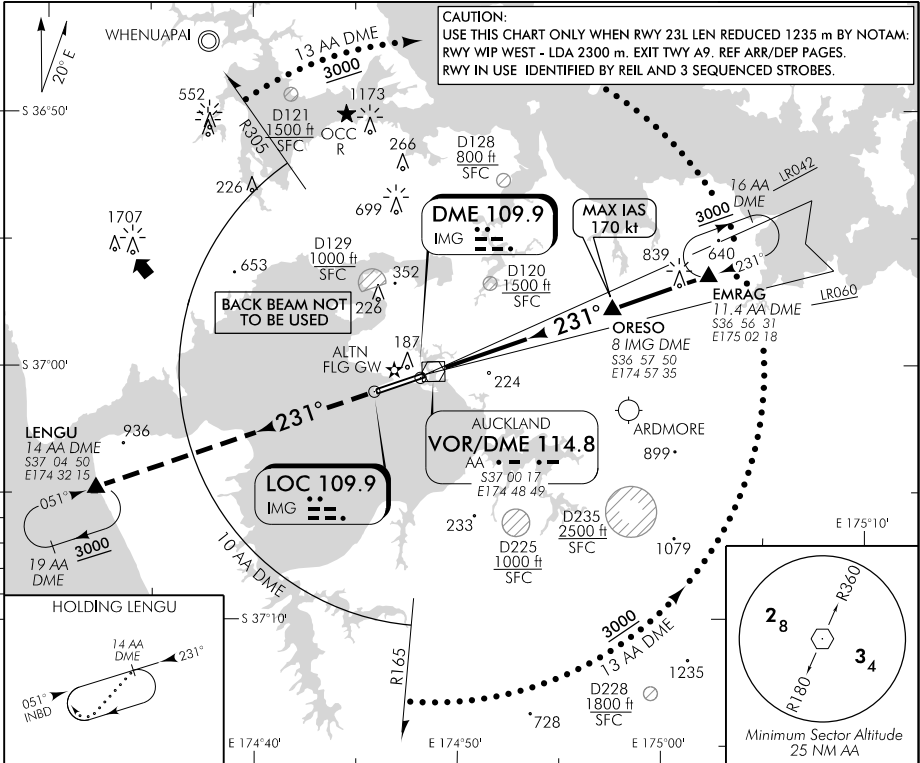 CAUTION:
USE THIS CHART ONLY WHEN RWY 23L LEN REDUCED 1235 m BY NOTAM:
RWY WIP WEST - LDA 2300 m. EXIT TWY A9. REF ARR/DEP PAGES.
RWY IN USE IDENTIFIED BY REIL AND 3 SEQUENCED STROBES.
WHENUAPAI
13 AA DME
3000
20° E
S 36°50'
552
R305
D121
1500 ft
SFC
1173
OCC
R
266
D128
800 ft
SFC
226
699
16 AA
DME
LR042
3000
1707
DME 109.9
IMG
MAX IAS
170 kt
653
D129
1000 ft
SFC
352
226
D120
1500 ft
SFC
839
640
231°
EMRAG
11.4 AA DME
S36 56 31
E175 02 18
LR060
BACK BEAM NOT
TO BE USED
231°
ORESO
8 IMG DME
S36 57 50
E174 57 35
S 37°00'
ALTN
FLG GW
187
224
231°
AUCKLAND
VOR/DME 114.8
AA
S37 00 17
E174 48 49
ARDMORE
899
LENGU
14 AA DME
S37 04 50
E174 32 15
936
051°
3000
19 AA
DME
LOC 109.9
IMG
10 AA DME
233
D225
1000 ft
SFC
D235
2500 ft
SFC
1079
E 175°10'
HOLDING LENGU
14 AA
DME
231°
051°
INBD
S 37°10'
R165
3000
13 AA DME
1235
D228
1800 ft
SFC
728
E 174°40'
E 174°50'
E 175°00'
R360
2 8
3 4
R180
Minimum Sector Altitude
25 NM AA